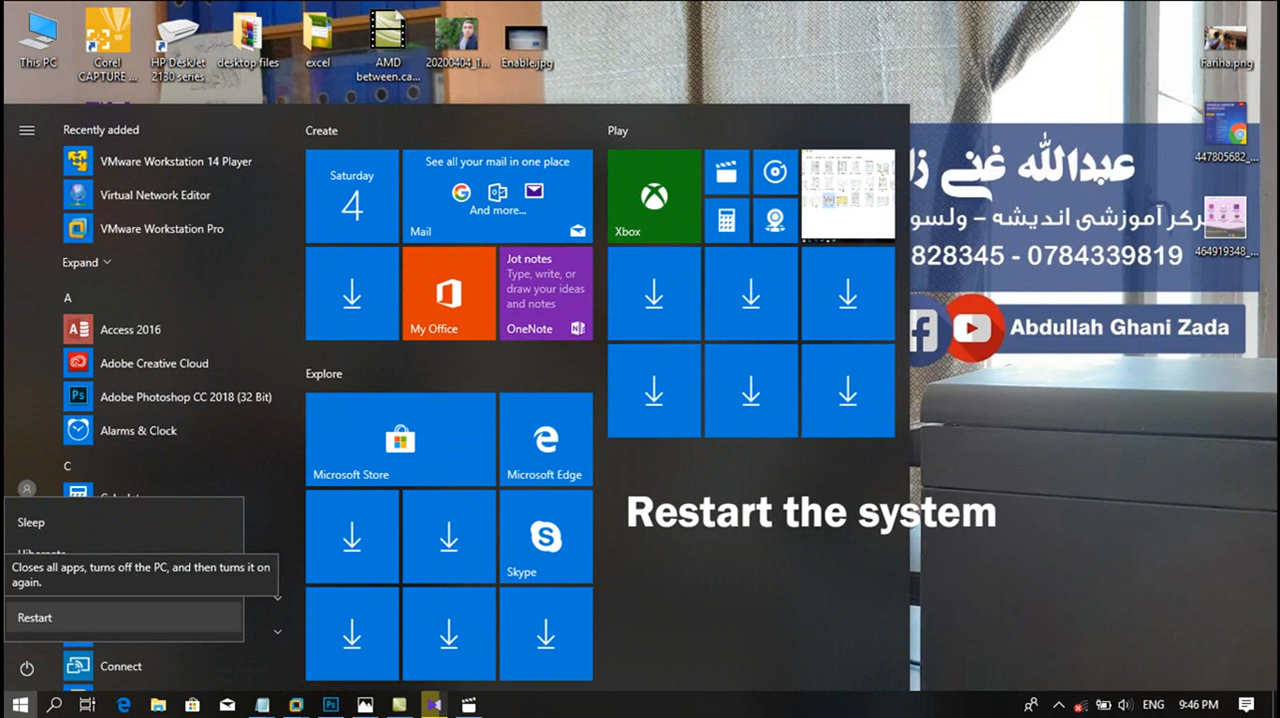 This PC
Corel
CAPTURE ...
HP DeskJet
2130 series
desktop files
excel
AMD
between.ca...
20200404_1...
Enable.jpg
Fariha.png
447805682_...
464919348_...
Recently added
VMware Workstation 14 Player
Virtual Network Editor
VMware Workstation Pro
Expand
A
Access 2016
Adobe Creative Cloud
Adobe Photoshop CC 2018 (32 Bit)
Alarms & Clock
C
Sleep
Hibernate
Closes all apps, turns off the PC, and then turns it on
again.
Restart
Connect
Create
Saturday
4
See all your mail in one place
And more...
Mail
My Office
Jot notes
Type, write, or
draw your ideas
and notes
OneNote
Explore
Microsoft Store
Microsoft Edge
Skype
Play
Xbox
Restart the system
عبدالله غنی زا
رکز آموزشی اندیشه - ولسو
828345 - 0784339819
Abdullah Ghani Zada
Ps
ENG
9:46 PM